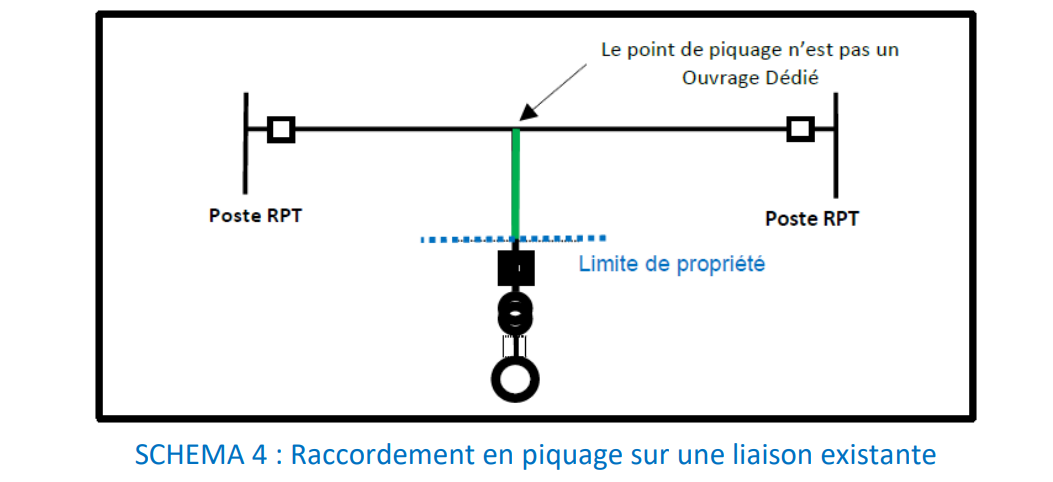 Le point de piquage n'est pas un
Ouvrage Dédié
Poste RPT
Poste RPT
Limite de propriété
SCHEMA 4 : Raccordement en piquage sur une liaison existante